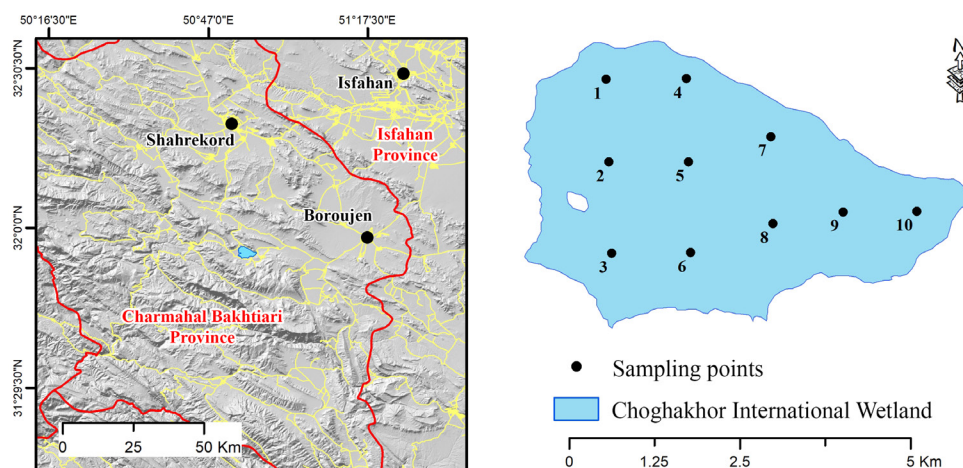 50°16'30"E
50°47'0"E
51°17'30"E
32°30'30"N
32°0'0"N
31°29'30"N
Isfahan
Shahrekord
Isfahan
Province
Boroujen
Charmahal Bakhtiari
Province
0 25 50 Km
1
4
7
2
5
8
9
10
3
6
Sampling points
Choghakhor International Wetland
0 1.25 2.5 5 Km